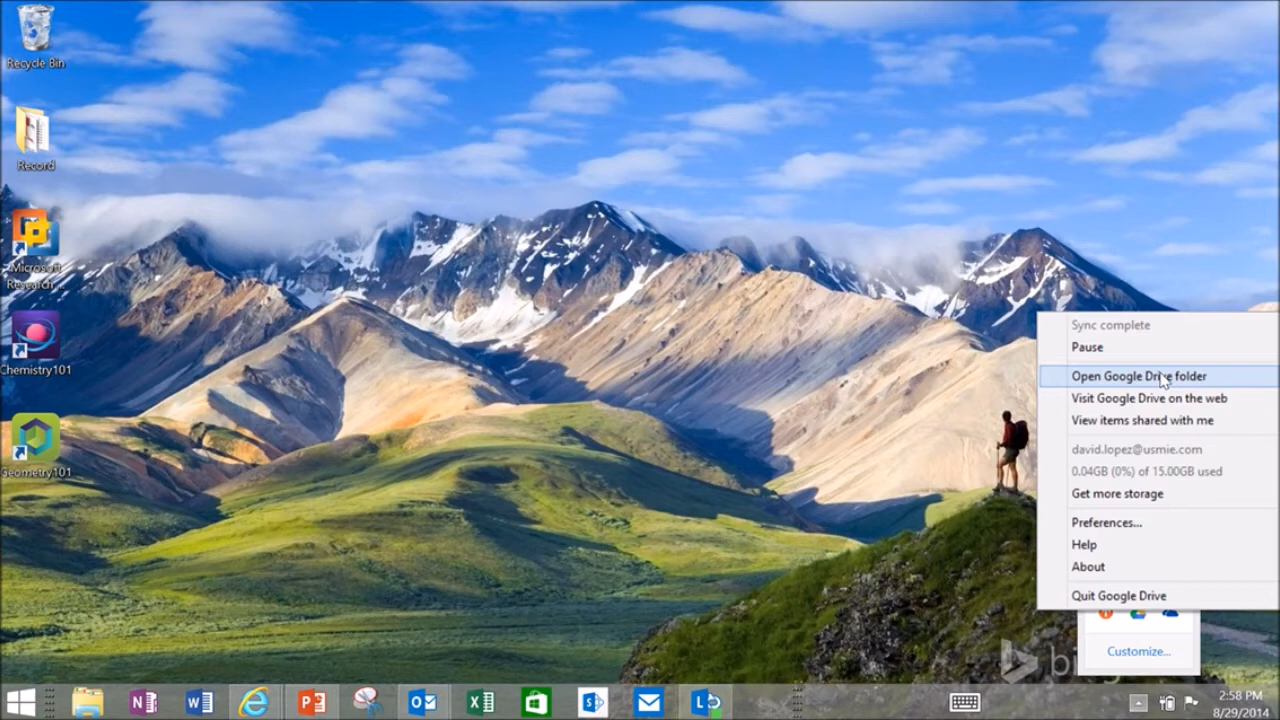 Recycle Bin
Record
Microsoft
Research ...
Chemistry101
Geometry101
Sync complete
Pause
Open Google Drive folder
Visit Google Drive on the web
View items shared with me
david.lopez@usmie.com
0.04GB (0%) of 15.00GB used
Get more storage
Preferences...
Help
About
Quit Google Drive
Customize...
2:58 PM
8/29/2014